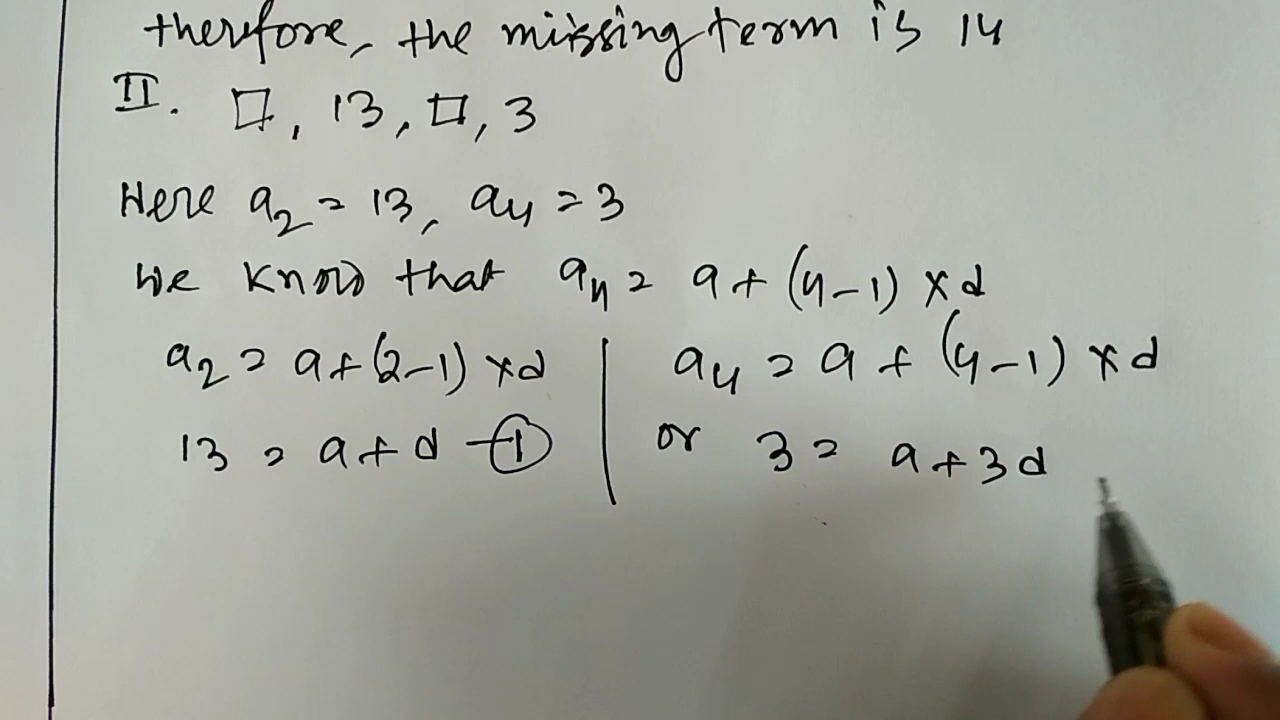 therefore, the missing term is 14
II. □, 13, □, 3
Here a₂ = 13, a₄ = 3
We know that aₙ = a + (n-1) × d
a₂ = a + (2-1) × d
13 = a + d -①
a₄ = a + (4-1) × d
or 3 = a + 3d